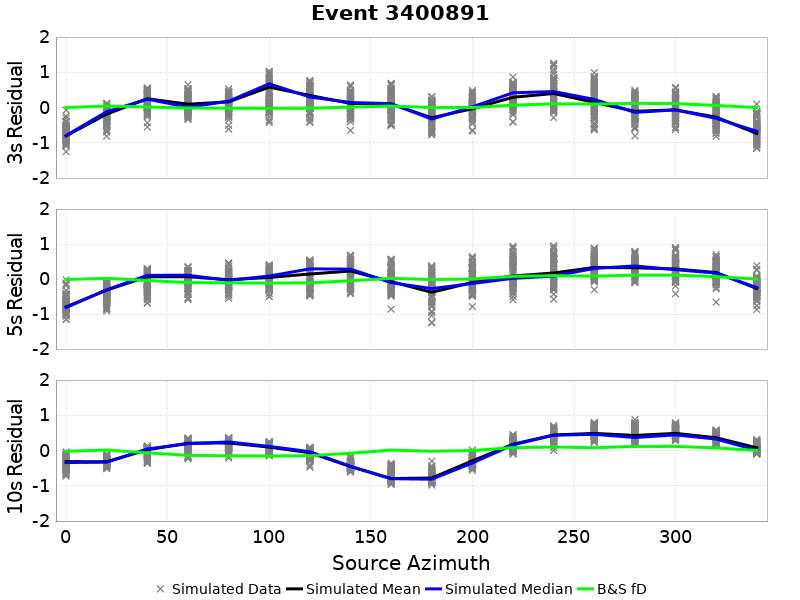 Event 3400891
2
1
0
-1
-2
3s Residual
2
1
0
-1
-2
5s Residual
2
1
0
-1
-2
10s Residual
0 50 100 150 200 250 300
Source Azimuth
Simulated Data Simulated Mean Simulated Median B&S fD